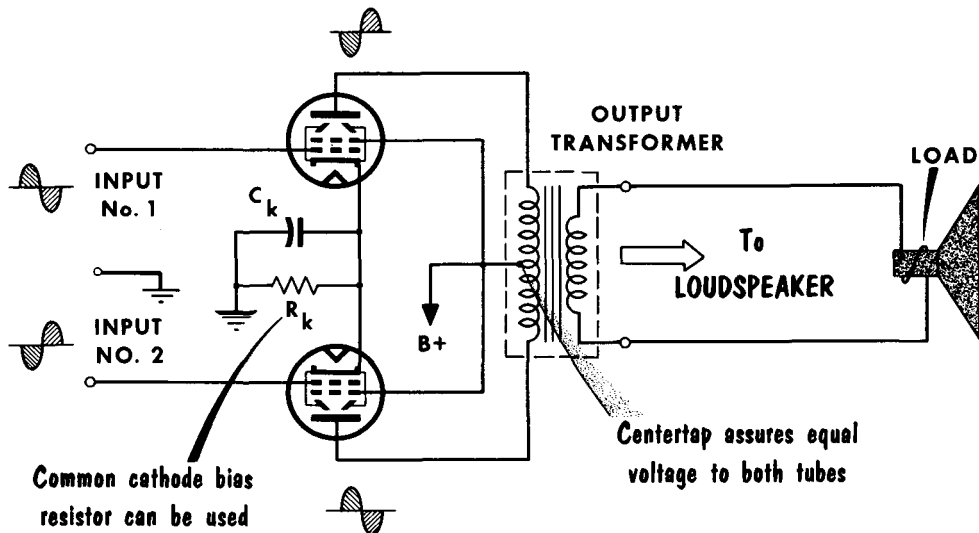 OUTPUT
TRANSFORMER
LOAD
INPUT
No. 1
C k
To
LOUDSPEAKER
R k
B+
INPUT
NO. 2
Centertap assures equal
voltage to both tubes
Common cathode bias
resistor can be used